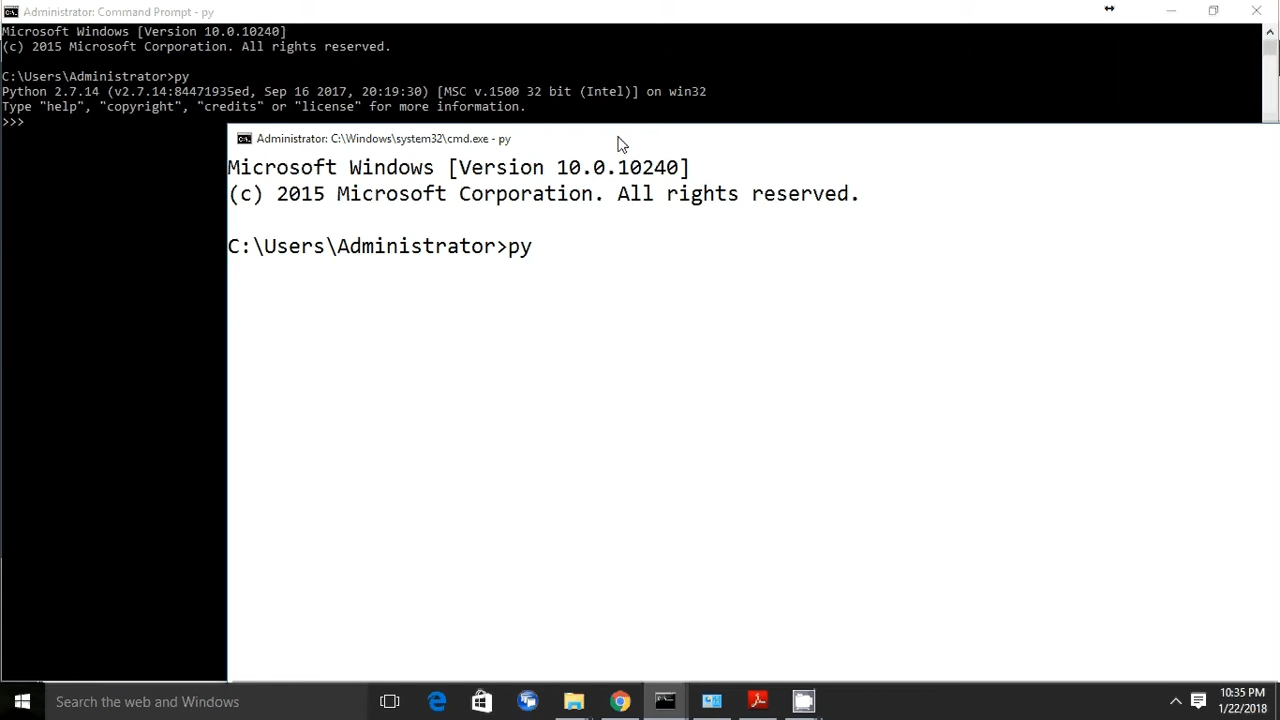 Administrator: Command Prompt - py
Microsoft Windows [Version 10.0.10240]
(c) 2015 Microsoft Corporation. All rights reserved.
C:\Users\Administrator>py
Python 2.7.14 (v2.7.14:84471935ed, Sep 16 2017, 20:19:30) [MSC v.1500 32 bit (Intel)] on win32
Type "help", "copyright", "credits" or "license" for more information.
>>>
Administrator: C:\Windows\system32\cmd.exe - py
Microsoft Windows [Version 10.0.10240]
(c) 2015 Microsoft Corporation. All rights reserved.
C:\Users\Administrator>py
Search the web and Windows
10:35 PM
1/22/2018